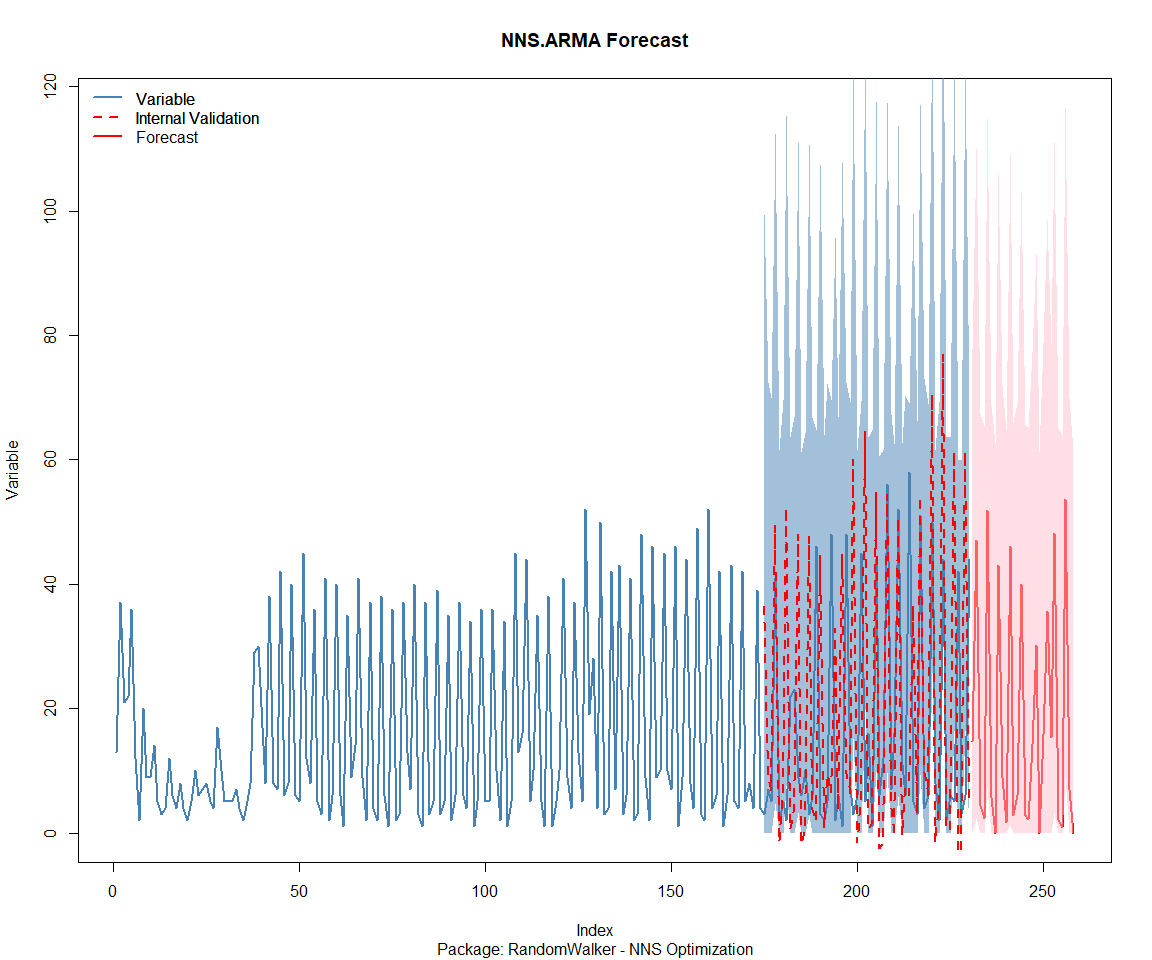 NNS.ARMA Forecast
Variable
Internal Validation
Forecast
120
100
80
60
40
20
0
Variable
0 50 100 150 200 250
Index
Package: RandomWalker - NNS Optimization